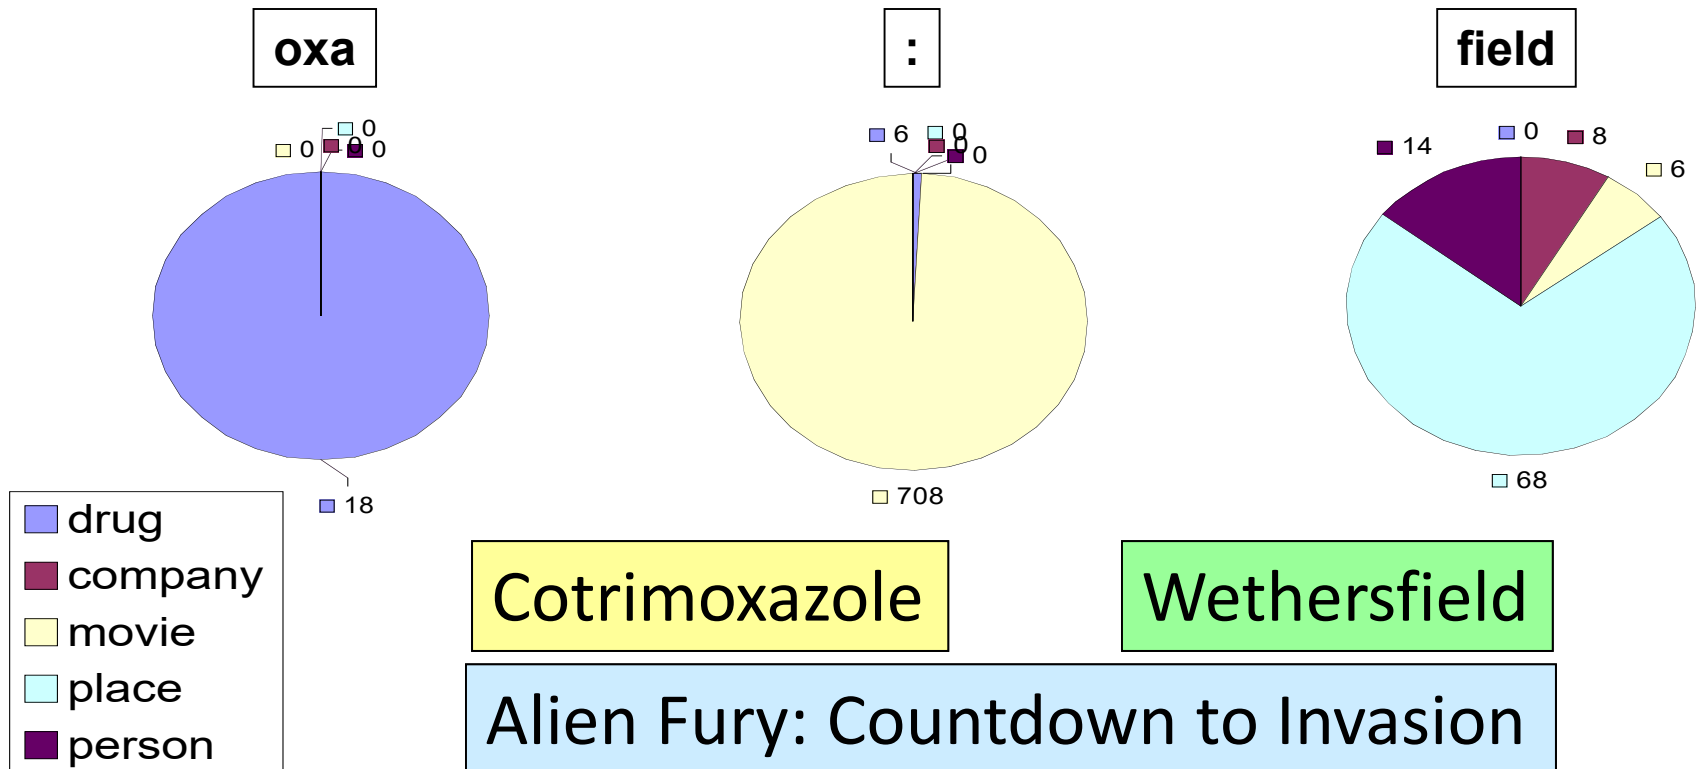 oxa
:
field
0
0
0
0
18
6
0
0
0
708
0
8
6
14
68
drug
company
movie
place
person
Cotrimoxazole
Wethersfield
Alien Fury: Countdown to Invasion